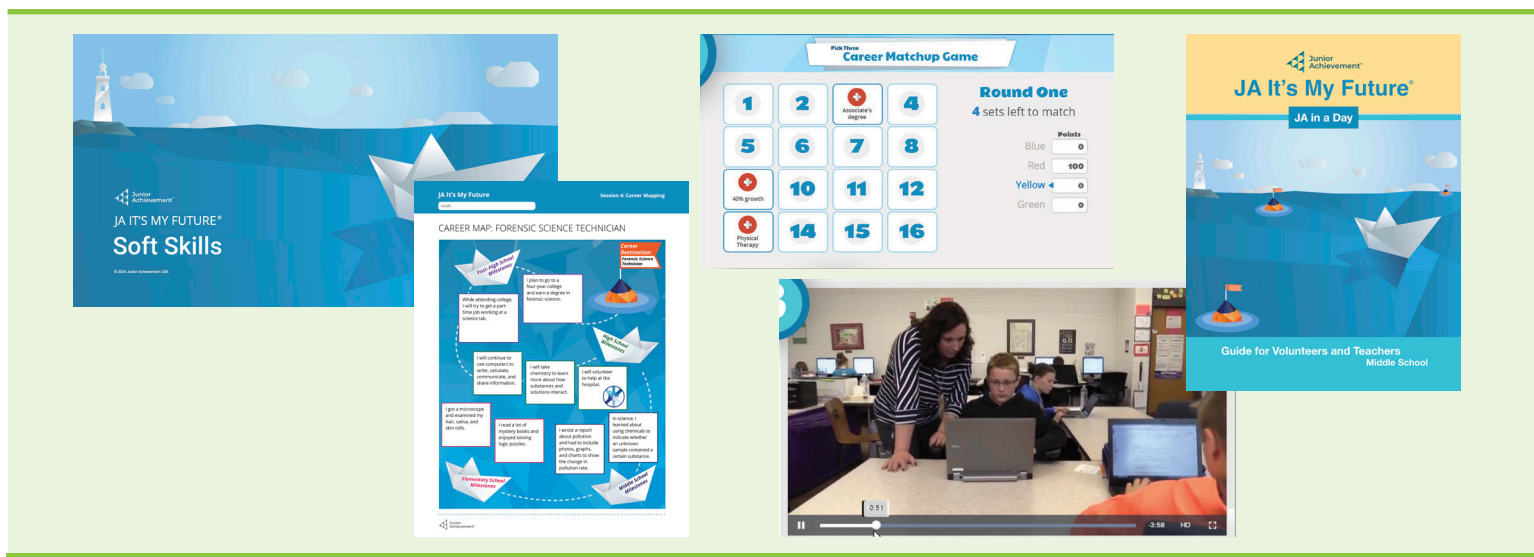 Junior
Achievement™
JA IT'S MY FUTURE®
Soft Skills
© 2024 Junior Achievement USA
JA It's My Future
Session 4: Career Mapping
NAME
CAREER MAP: FORENSIC SCIENCE TECHNICIAN
Post-High School
Milestones
Career
Destination:
Forensic Science
Technician
I plan to go to a
four-year college
and earn a degree in
forensic science.
While attending college,
I will try to get a part-
time job working at a
science lab.
High School
Milestones
I will continue to
use computers to
write, calculate,
communicate, and
share information.
I will take
chemistry to learn
more about how
substances and
solutions interact.
I will volunteer
to help at the
hospital.
I got a microscope
and examined my
hair, saliva, and
skin cells.
I read a lot of
mystery books and
enjoyed solving
logic puzzles.
I wrote a report
about pollution
and had to include
photos, graphs,
and charts to show
the change in
pollution rate.
In science, I
learned about
using chemicals to
indicate whether
an unknown
sample contained a
certain substance.
Elementary School
Milestones
Middle School
Milestones
Junior
Achievement™
Pick Three
Career Matchup Game
1
2
Associate's
degree
4
5
6
7
8
40% growth
10
11
12
Physical
Therapy
14
15
16
Round One
4 sets left to match
Points
Blue 0
Red 100
Yellow 0
Green 0
0:51
-3:58 HD
Junior
Achievement™
JA It's My Future®
JA in a Day
Guide for Volunteers and Teachers
Middle School